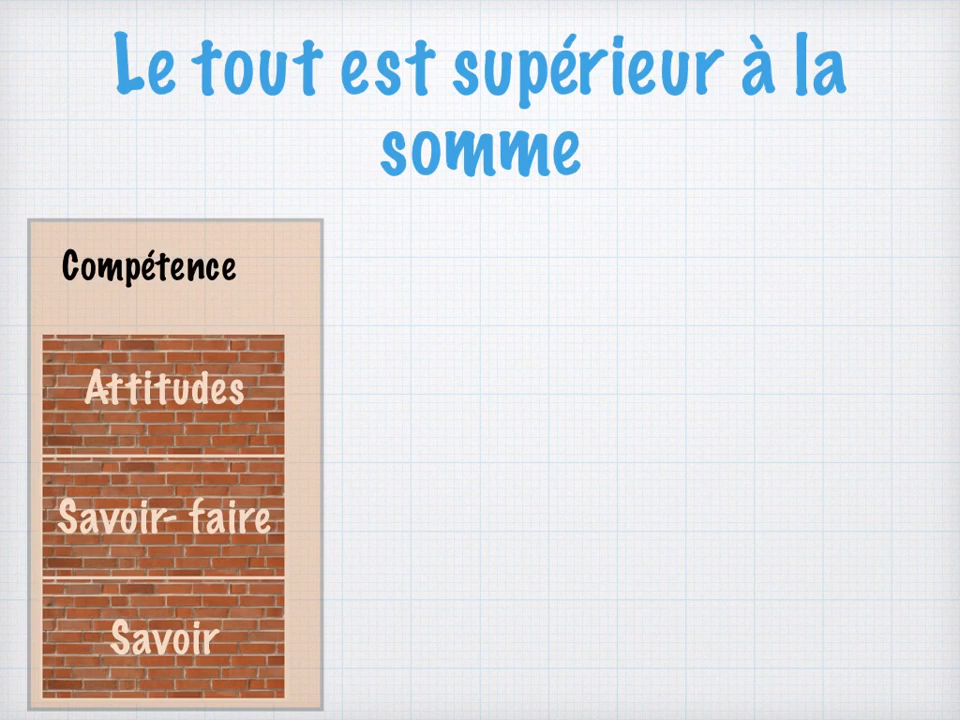 Le tout est supérieur à la
somme
Compétence
Attitudes
Savoir- faire
Savoir